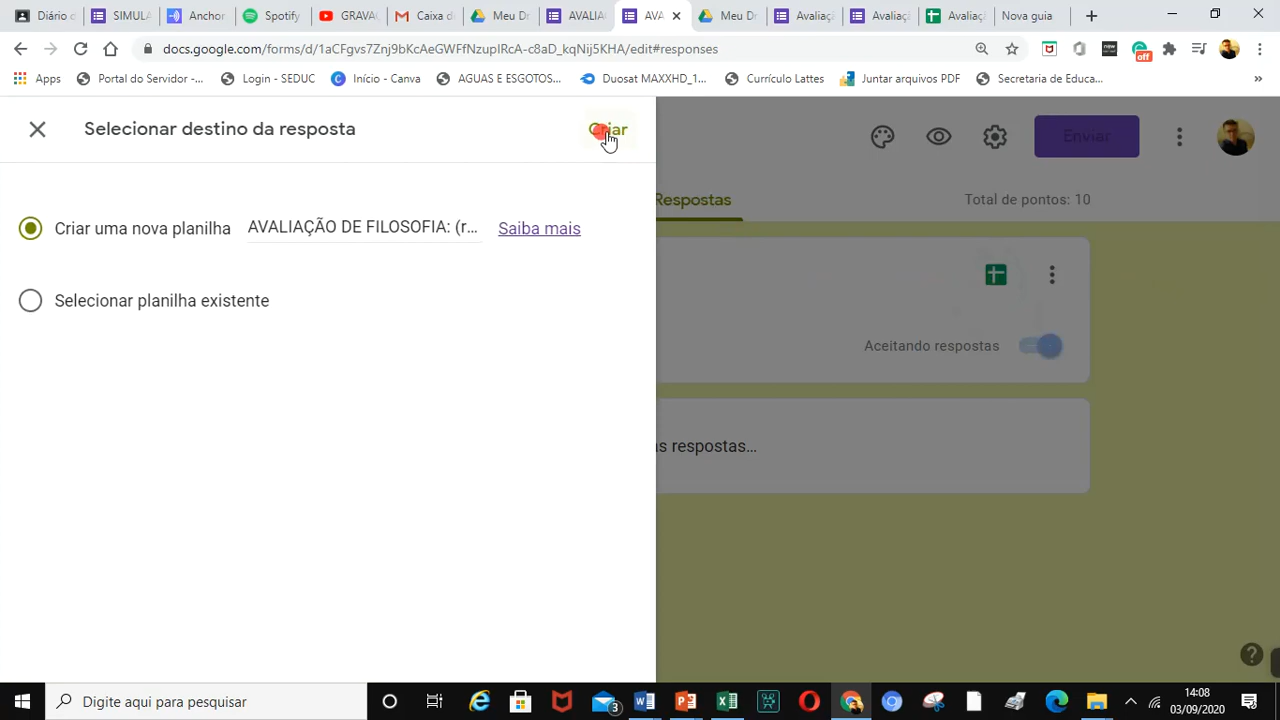 Diário c
SIMULA
Anchor
Spotify
GRAVAÇ
Caixa d
Meu Dr
AVALIA
AVA
Meu D
Avaliaç
Avaliaç
Avaliaç
Nova guia
docs.google.com/forms/d/1aCFgvs7Znj9bKcAeGWFfNzupIRcA-c8aD_kqNij5KHA/edit#responses
off
Apps
Portal do Servidor -...
Login - SEDUC
Início - Canva
AGUAS E ESGOTOS...
Duosat MAXXHD_1...
Currículo Lattes
Juntar arquivos PDF
Secretaria de Educa...
»
Selecionar destino da resposta
Criar
Enviar
Respostas
Total de pontos: 10
Criar uma nova planilha AVALIAÇÃO DE FILOSOFIA: (r... Saiba mais
Selecionar planilha existente
Aceitando respostas
as respostas…
Digite aqui para pesquisar
3
14:08
03/09/2020